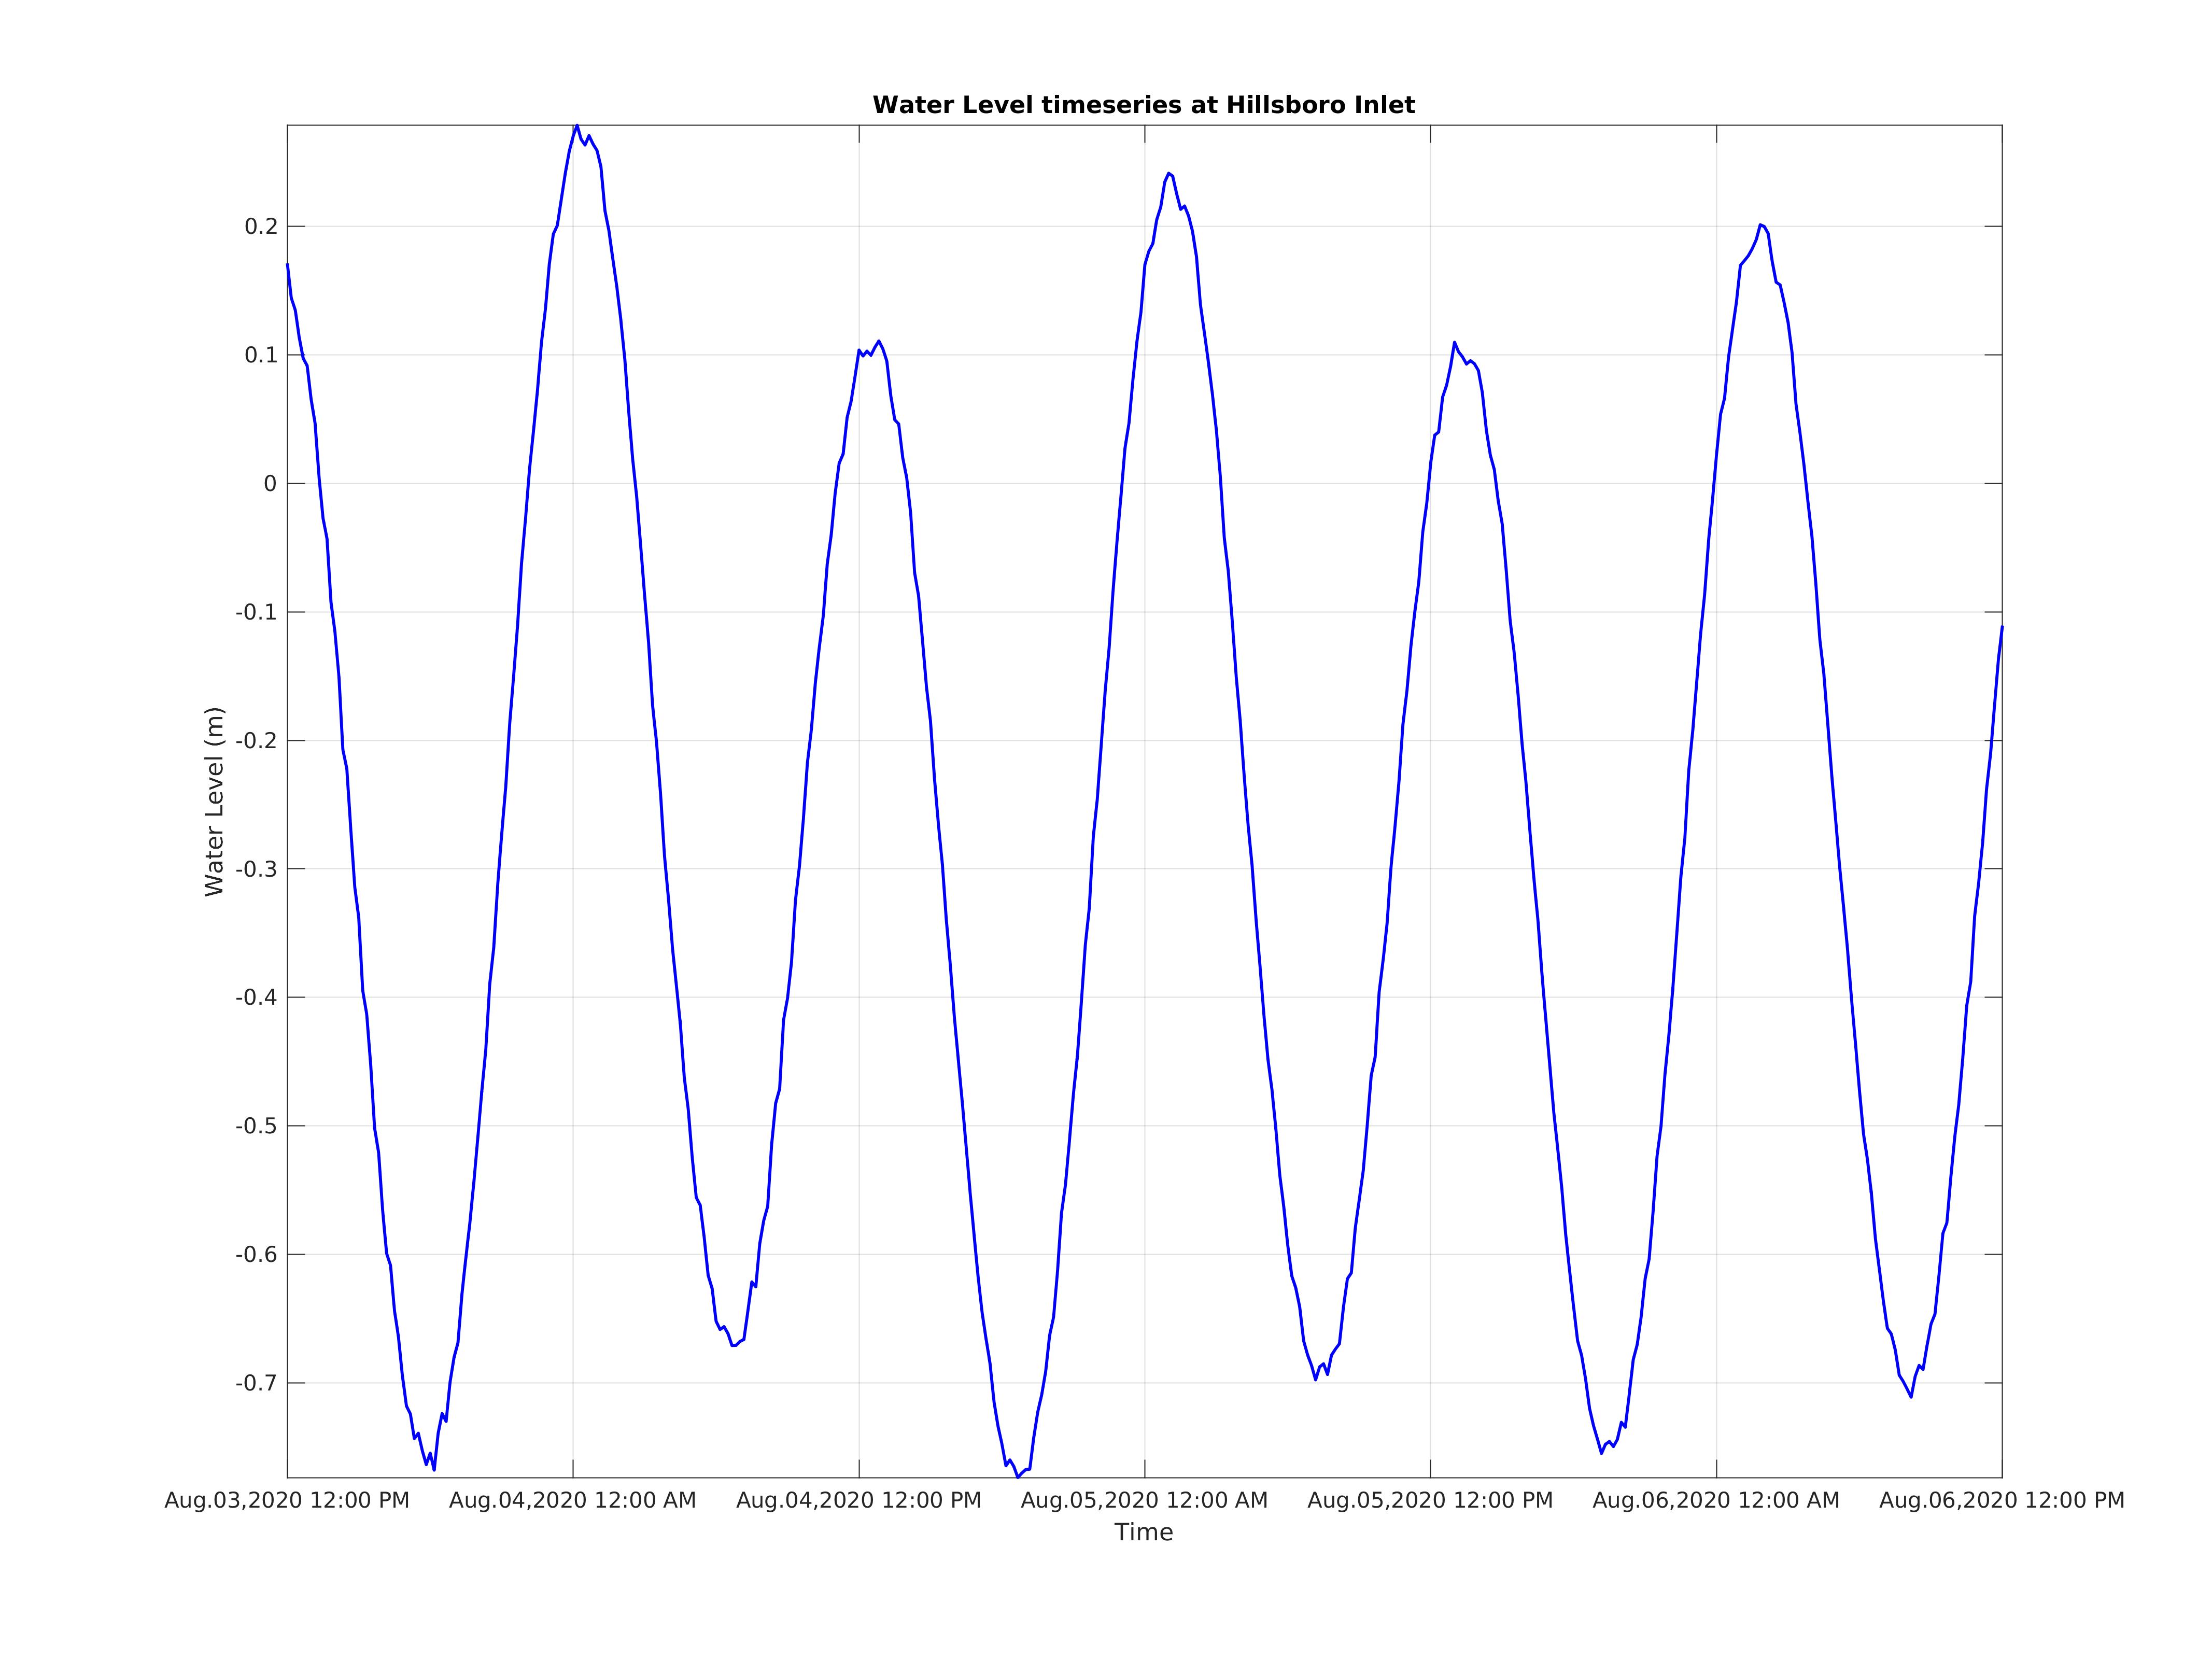 Water Level timeseries at Hillsboro Inlet
0.2
0.1
0
-0.1
-0.2
-0.3
-0.4
-0.5
-0.6
-0.7
Water Level (m)
Aug.03,2020 12:00 PM
Aug.04,2020 12:00 AM
Aug.04,2020 12:00 PM
Aug.05,2020 12:00 AM
Aug.05,2020 12:00 PM
Aug.06,2020 12:00 AM
Aug.06,2020 12:00 PM
Time